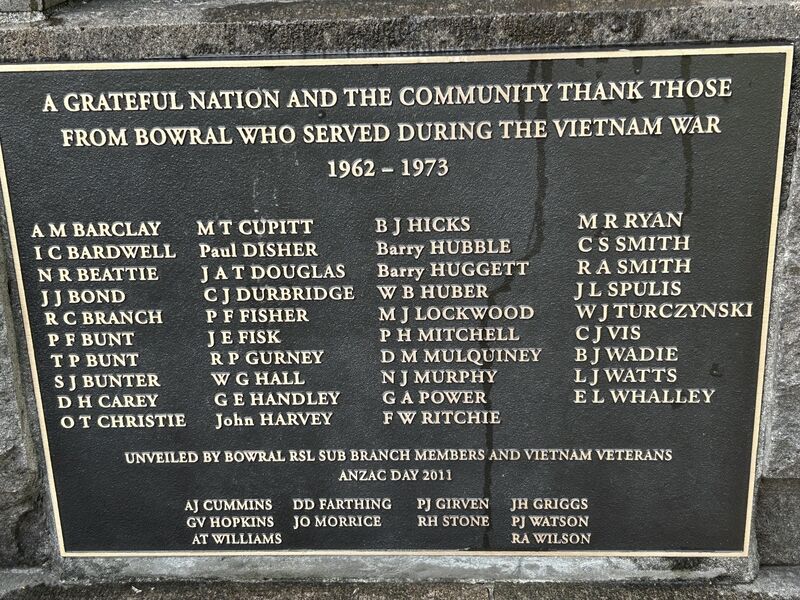 A GRATEFUL NATION AND THE COMMUNITY THANK THOSE
FROM BOWRAL WHO SERVED DURING THE VIETNAM WAR
1962 – 1973
A M BARCLAY
I C BARDWELL
N R BEATTIE
J J BOND
R C BRANCH
P F BUNT
T P BUNT
S J BUNTER
D H CAREY
O T CHRISTIE
M T CUPITT
Paul DISHER
J A T DOUGLAS
C J DURBRIDGE
P F FISHER
J E FISK
R P GURNEY
W G HALL
G E HANDLEY
John HARVEY
B J HICKS
Barry HUBBLE
Barry HUGGETT
W B HUBER
M J LOCKWOOD
P H MITCHELL
D M MULQUINEY
N J MURPHY
G A POWER
F W RITCHIE
M R RYAN
C S SMITH
R A SMITH
J L SPULIS
W J TURCZYNSKI
C J VIS
B J WADIE
L J WATTS
E L WHALLEY
UNVEILED BY BOWRAL RSL SUB BRANCH MEMBERS AND VIETNAM VETERANS
ANZAC DAY 2011
AJ CUMMINS
GV HOPKINS
AT WILLIAMS
DD FARTHING
JO MORRICE
PJ GIRVEN
RH STONE
JH GRIGGS
PJ WATSON
RA WILSON